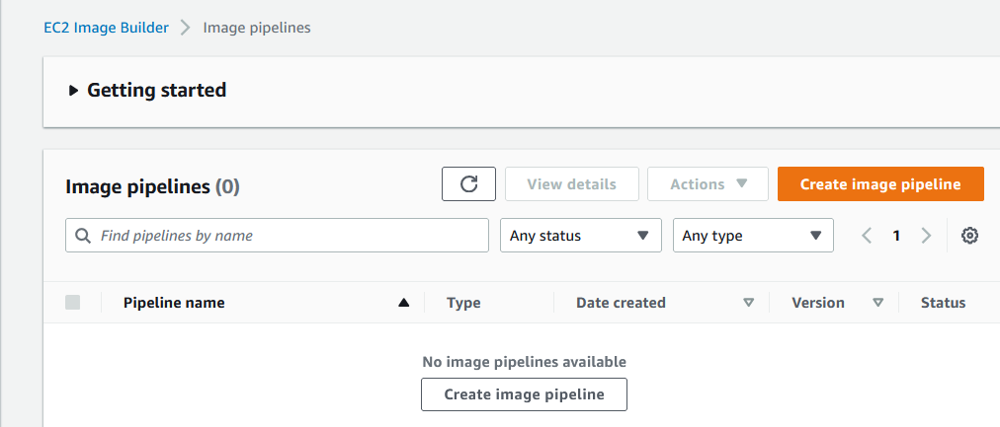 EC2 Image Builder > Image pipelines
Getting started
Image pipelines (0)
View details
Actions
Create image pipeline
Find pipelines by name
Any status
Any type
1
Pipeline name
Type
Date created
Version
Status
No image pipelines available
Create image pipeline